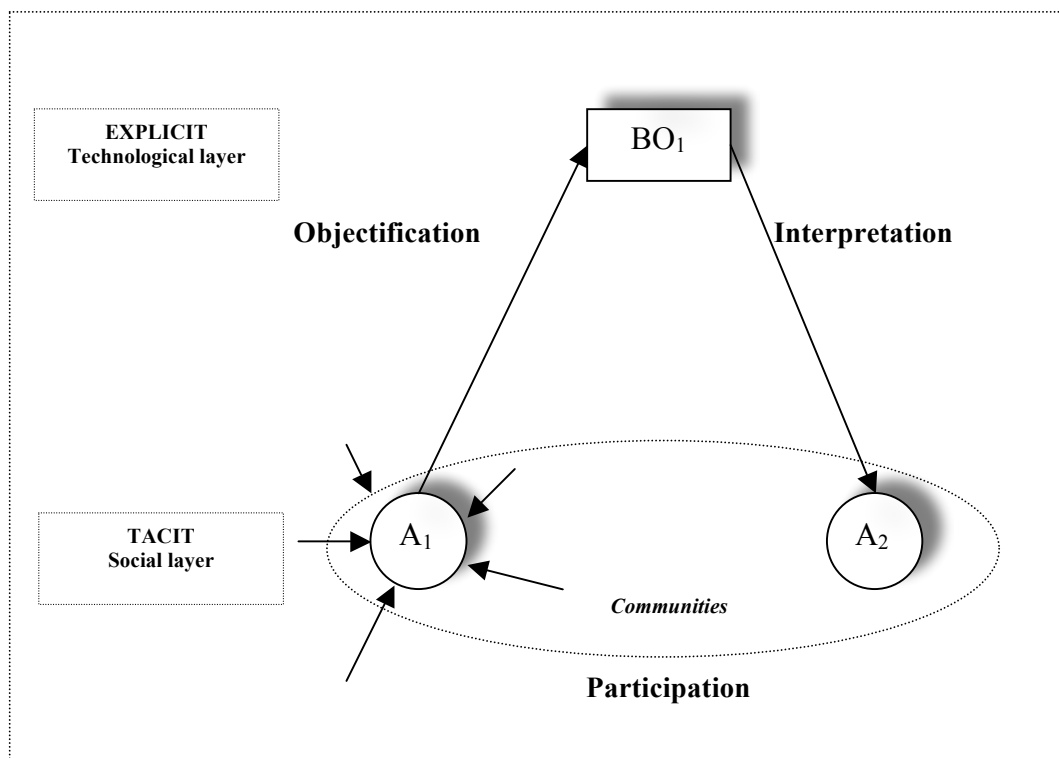 BO₁
EXPLICIT
Technological layer
Objectification
Interpretation
A₁
A₂
TACIT
Social layer
Communities
Participation